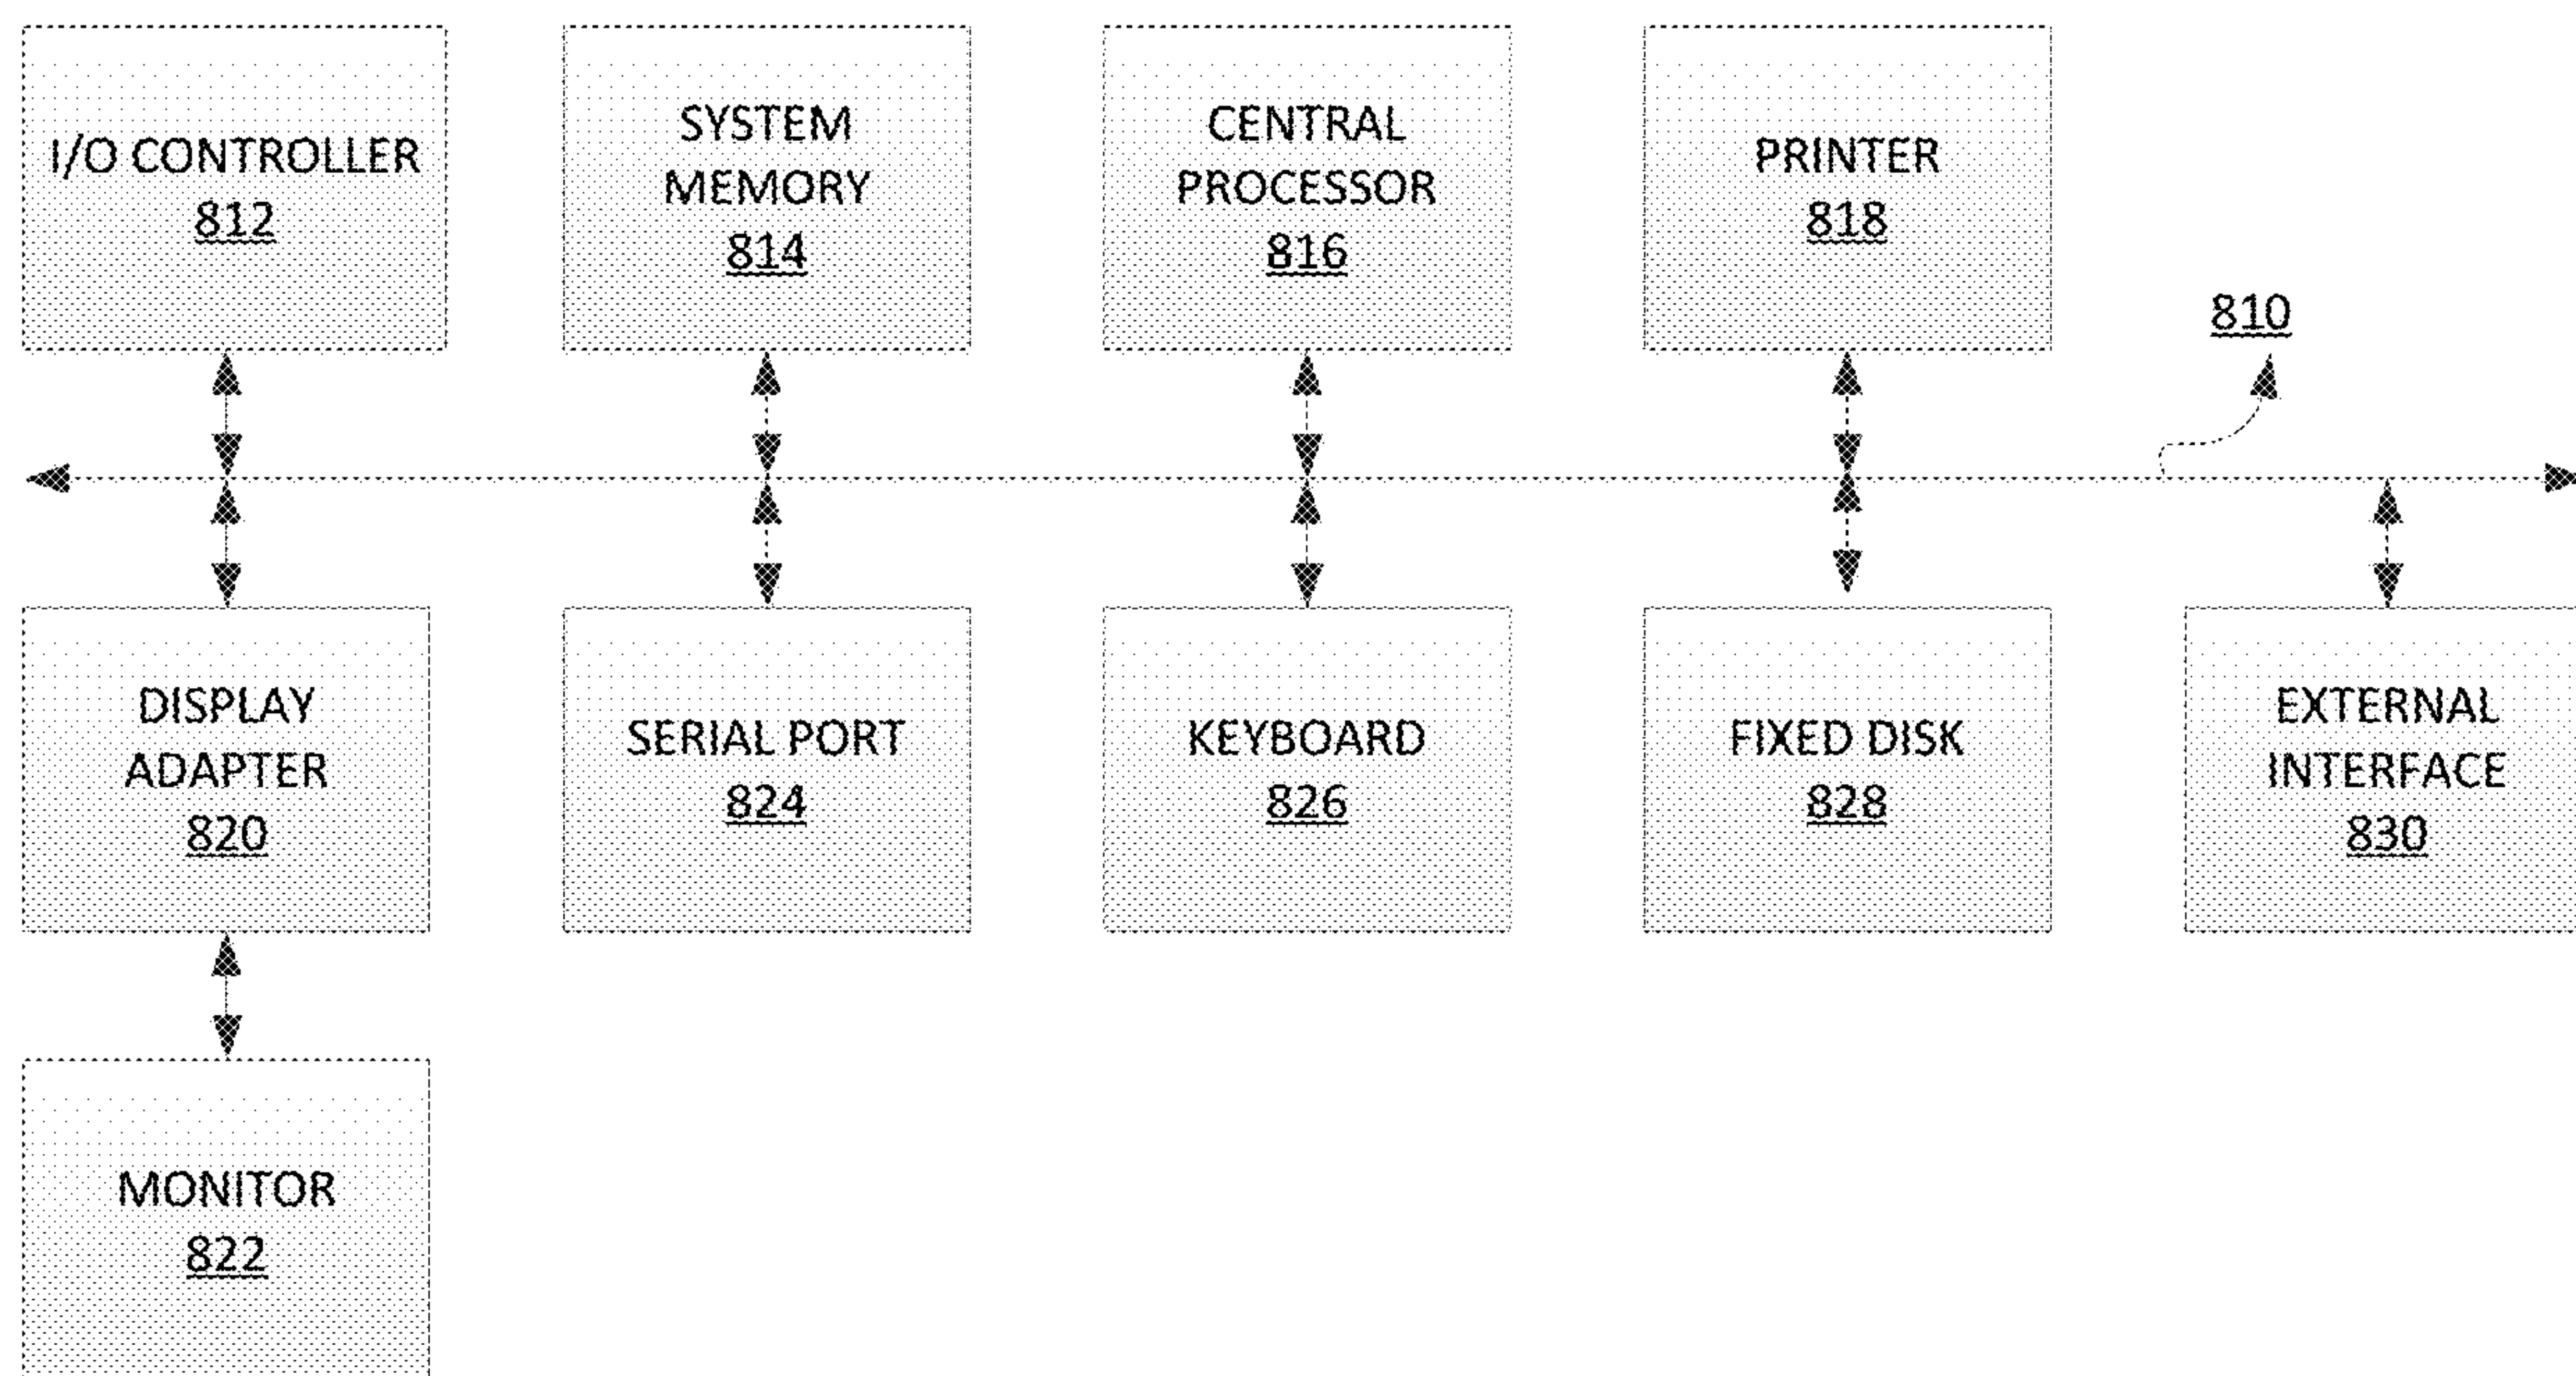 I/O CONTROLLER
812
SYSTEM
MEMORY
814
CENTRAL
PROCESSOR
816
PRINTER
818
810
DISPLAY
ADAPTER
820
SERIAL PORT
824
KEYBOARD
826
FIXED DISK
828
EXTERNAL
INTERFACE
830
MONITOR
822